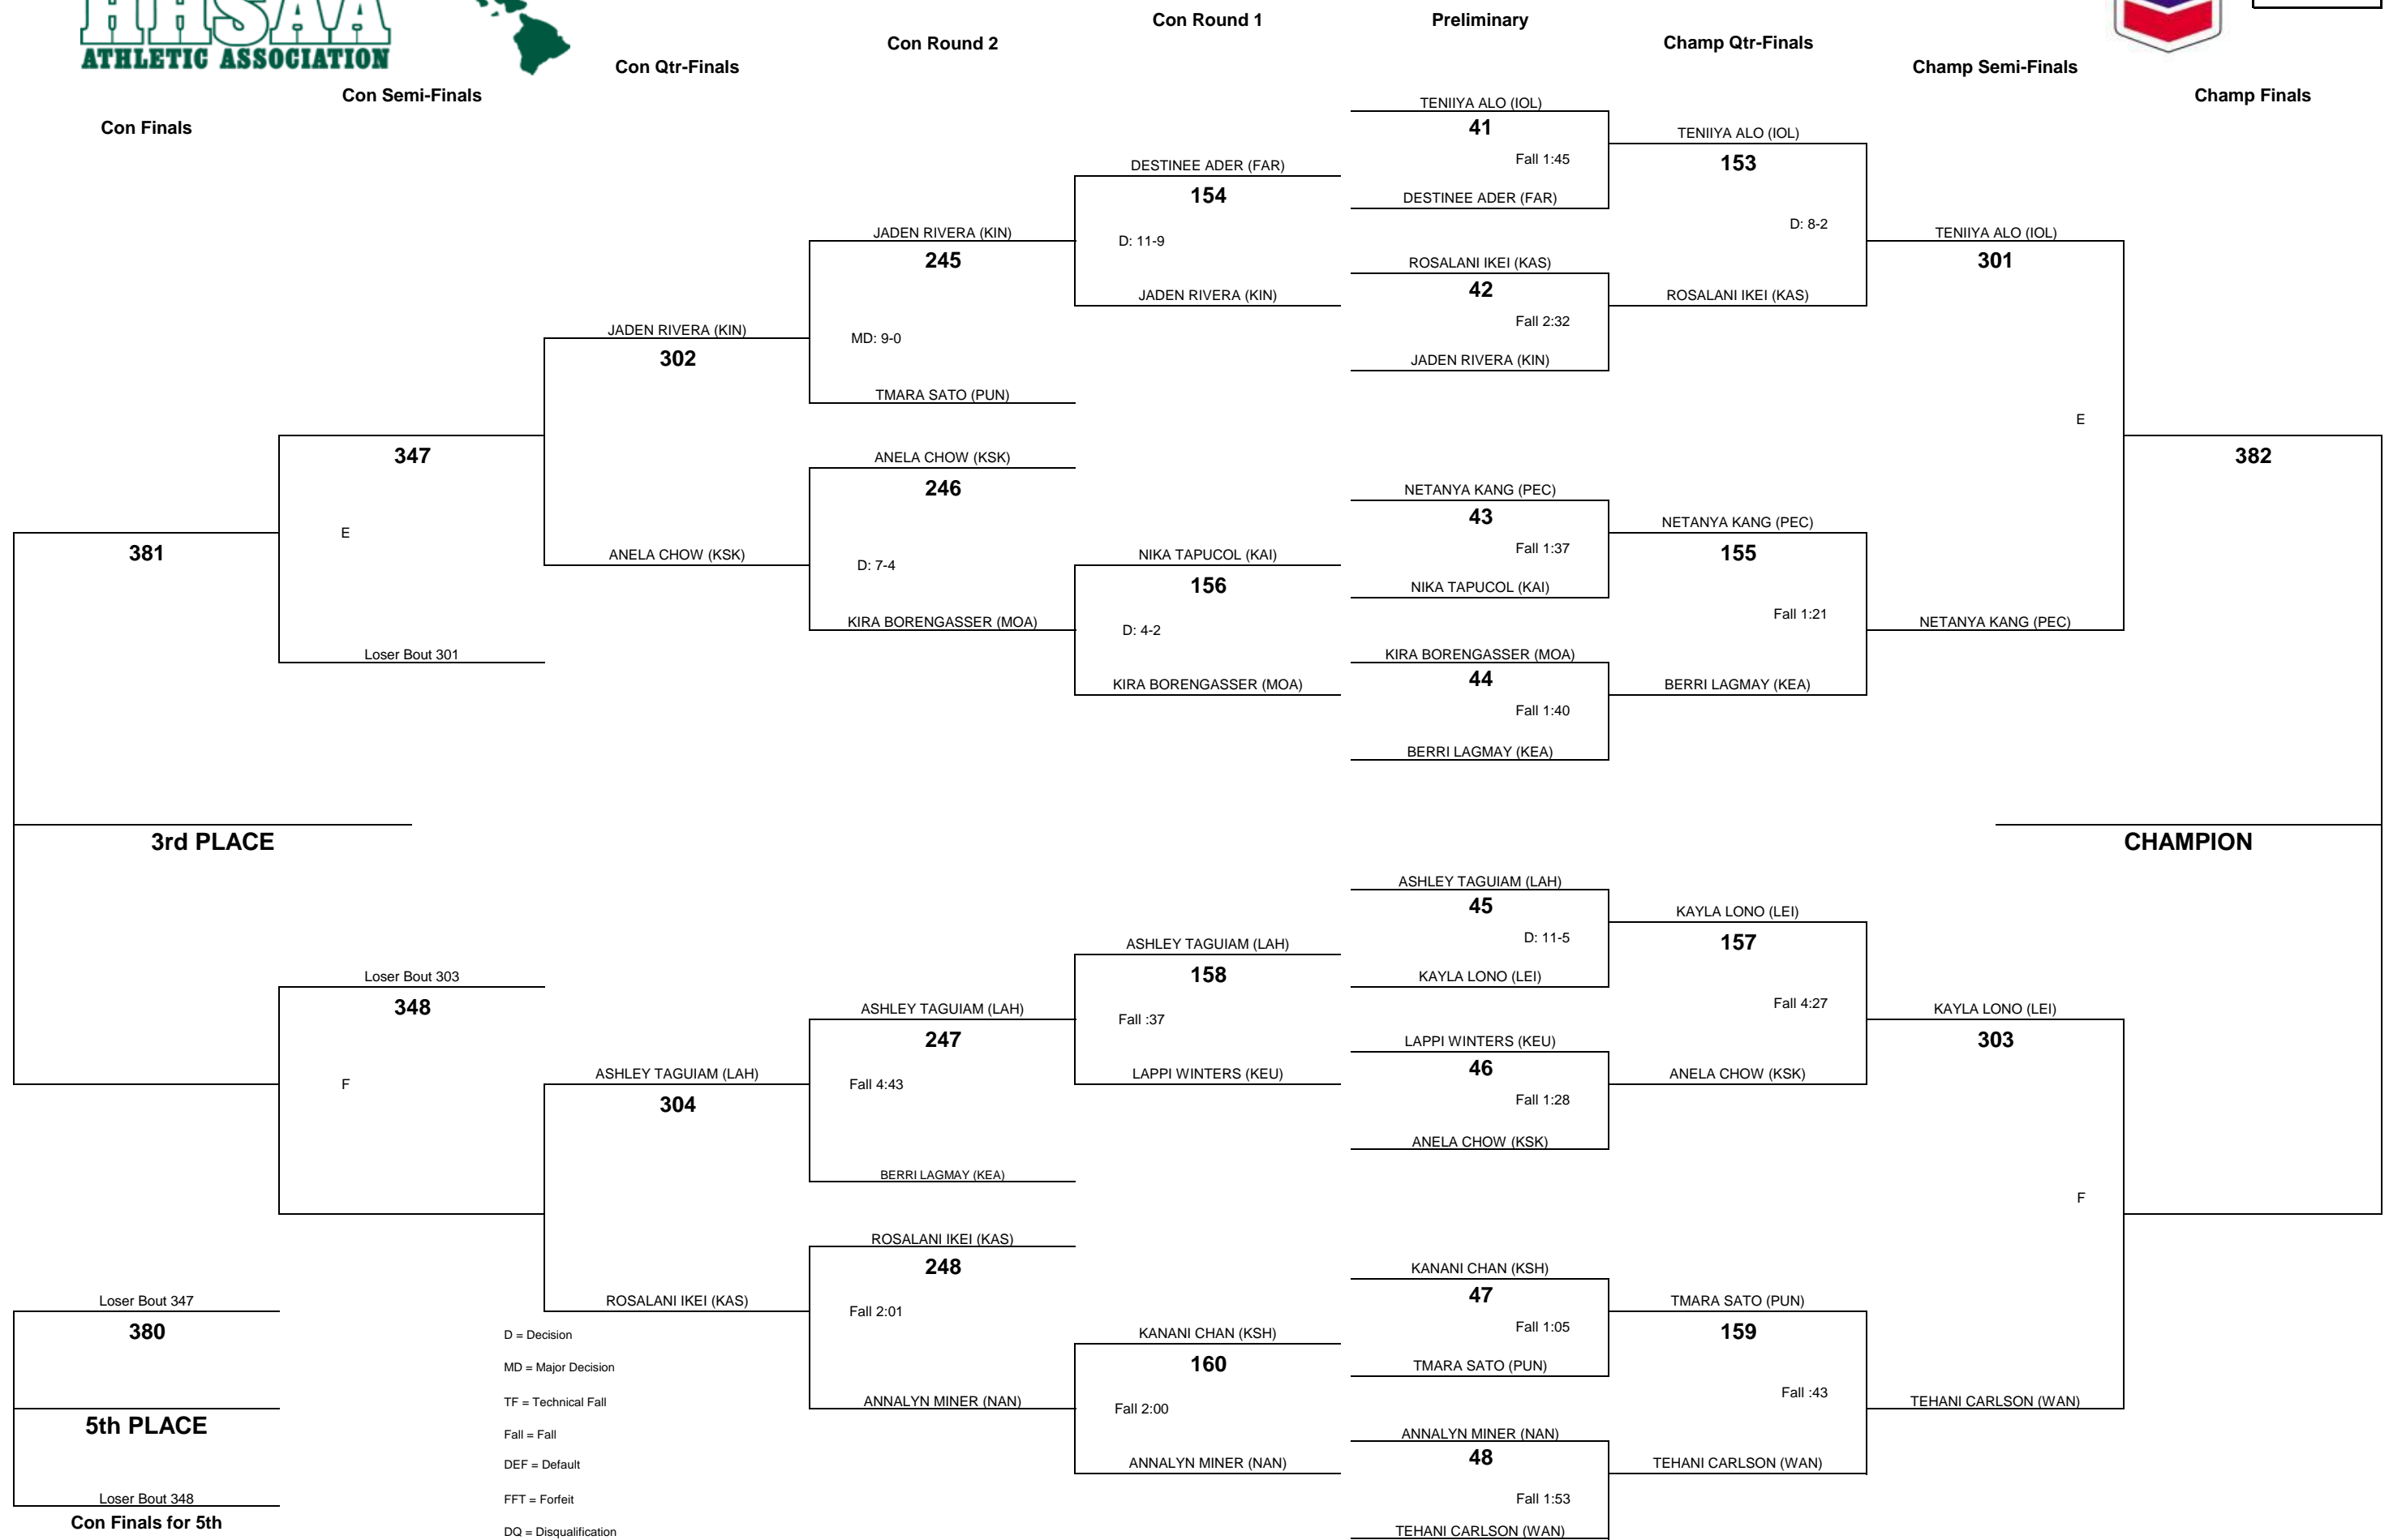 HHSAA
ATHLETIC ASSOCIATION
Con Round 1
Preliminary
Con Round 2
Champ Qtr-Finals
Con Qtr-Finals
Champ Semi-Finals
Con Semi-Finals
Champ Finals
Con Finals
TENIIYA ALO (IOL)
41
Fall 1:45
DESTINEE ADER (FAR)
ROSALANI IKEI (KAS)
42
Fall 2:32
JADEN RIVERA (KIN)
NETANYA KANG (PEC)
43
Fall 1:37
NIKA TAPUCOL (KAI)
KIRA BORENGASSER (MOA)
44
Fall 1:40
BERRI LAGMAY (KEA)
ASHLEY TAGUIAM (LAH)
45
D: 11-5
KAYLA LONO (LEI)
LAPPI WINTERS (KEU)
46
Fall 1:28
ANELA CHOW (KSK)
KANANI CHAN (KSH)
47
Fall 1:05
TMARA SATO (PUN)
ANNALYN MINER (NAN)
48
Fall 1:53
TEHANI CARLSON (WAN)
TENIIYA ALO (IOL)
153
D: 8-2
ROSALANI IKEI (KAS)
NETANYA KANG (PEC)
155
Fall 1:21
BERRI LAGMAY (KEA)
KAYLA LONO (LEI)
157
Fall 4:27
ANELA CHOW (KSK)
TMARA SATO (PUN)
159
Fall :43
TEHANI CARLSON (WAN)
TENIIYA ALO (IOL)
301
E
NETANYA KANG (PEC)
KAYLA LONO (LEI)
303
F
TEHANI CARLSON (WAN)
382
CHAMPION
DESTINEE ADER (FAR)
154
D: 11-9
JADEN RIVERA (KIN)
NIKA TAPUCOL (KAI)
156
D: 4-2
KIRA BORENGASSER (MOA)
ASHLEY TAGUIAM (LAH)
158
Fall :37
LAPPI WINTERS (KEU)
KANANI CHAN (KSH)
160
Fall 2:00
ANNALYN MINER (NAN)
JADEN RIVERA (KIN)
245
MD: 9-0
TMARA SATO (PUN)
ANELA CHOW (KSK)
246
D: 7-4
KIRA BORENGASSER (MOA)
ASHLEY TAGUIAM (LAH)
247
Fall 4:43
BERRI LAGMAY (KEA)
ROSALANI IKEI (KAS)
248
Fall 2:01
ANNALYN MINER (NAN)
JADEN RIVERA (KIN)
302
ANELA CHOW (KSK)
ASHLEY TAGUIAM (LAH)
304
ROSALANI IKEI (KAS)
347
E
Loser Bout 301
Loser Bout 303
348
F
381
3rd PLACE
Loser Bout 347
380
5th PLACE
Loser Bout 348
Con Finals for 5th
D = Decision
MD = Major Decision
TF = Technical Fall
Fall = Fall
DEF = Default
FFT = Forfeit
DQ = Disqualification